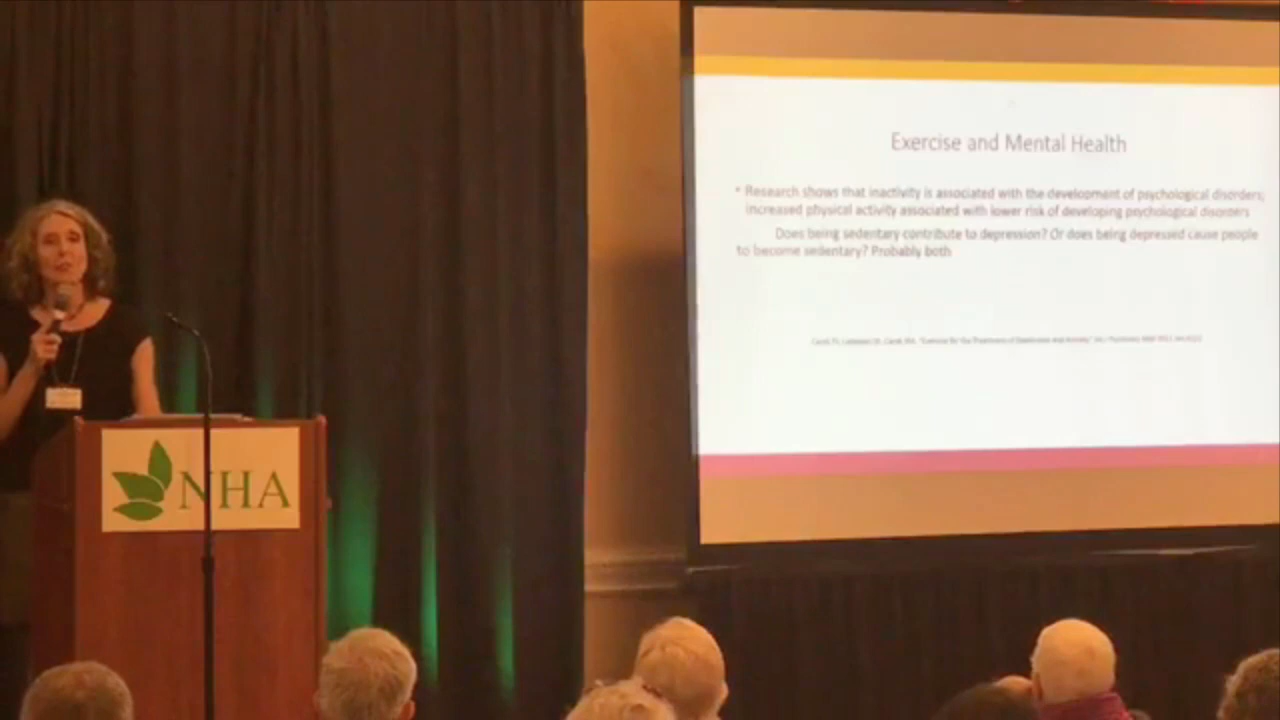 Exercise and Mental Health
• Research shows that inactivity is associated with the development of psychological disorders;
increased physical activity associated with lower risk of developing psychological disorders
Does being sedentary contribute to depression? Or does being depressed cause people
to become sedentary? Probably both
NHA